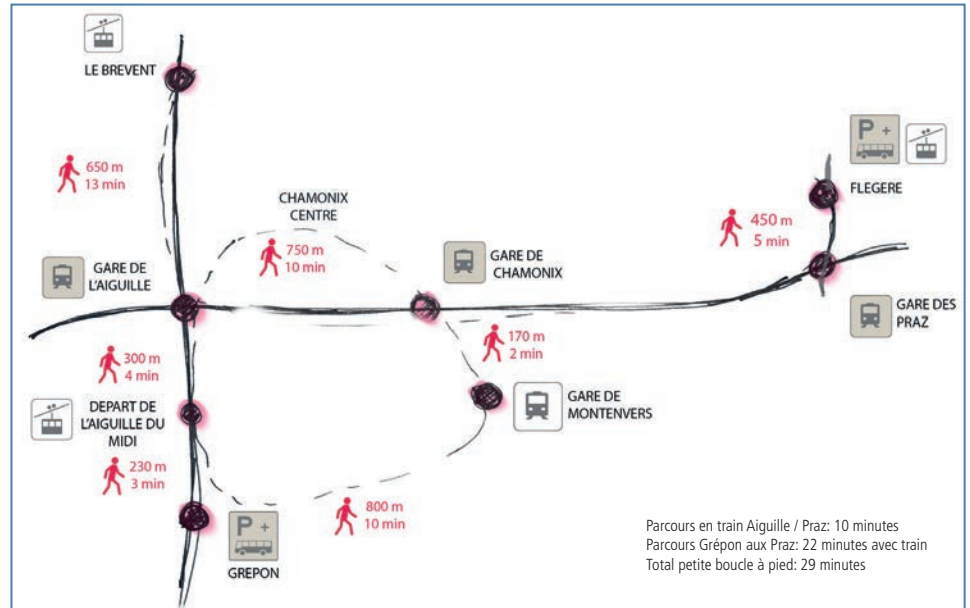 LE BREVENT
650 m
13 min
CHAMONIX
CENTRE
750 m
10 min
P +
FLEGERE
450 m
5 min
GARE DE
L'AIGUILLE
GARE DE
CHAMONIX
GARE DES
PRAZ
300 m
4 min
170 m
2 min
DEPART DE
L'AIGUILLE DU
MIDI
GARE DE
MONTENVERS
230 m
3 min
800 m
10 min
P +
GREPON
Parcours en train Aiguille / Praz: 10 minutes
Parcours Grépon aux Praz: 22 minutes avec train
Total petite boucle à pied: 29 minutes